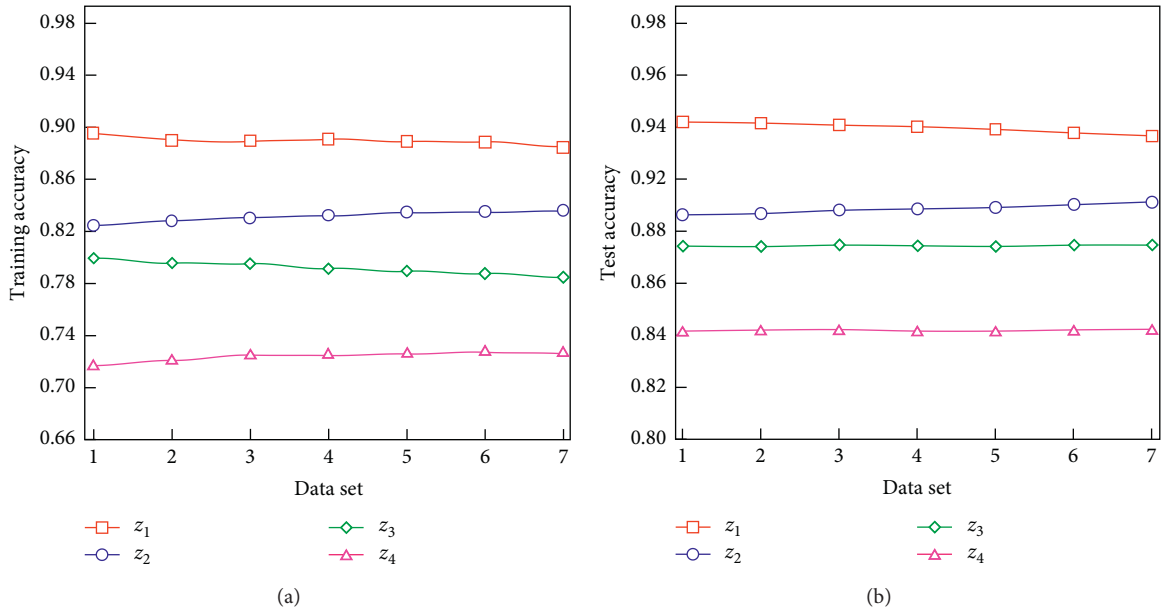 0.98
0.94
0.90
0.86
0.82
0.78
0.74
0.70
0.66
Training accuracy
1 2 3 4 5 6 7
Data set
z1 z3
z2 z4
(a)
0.98
0.96
0.94
0.92
0.88
0.86
0.84
0.82
0.80
Test accuracy
1 2 3 4 5 6 7
Data set
z1 z3
z2 z4
(b)